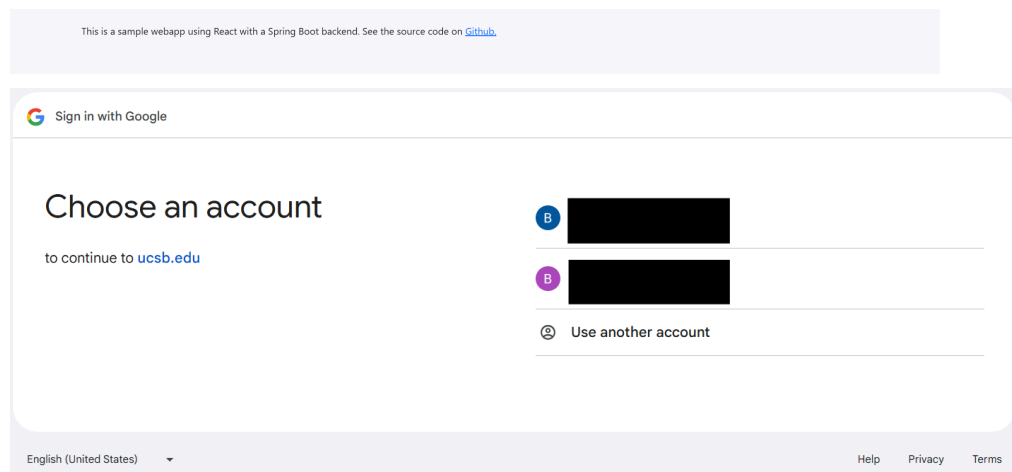 This is a sample webapp using React with a Spring Boot backend. See the source code on Github.
Sign in with Google
Choose an account
to continue to ucsb.edu
B
B
Use another account
English (United States)
Help Privacy Terms